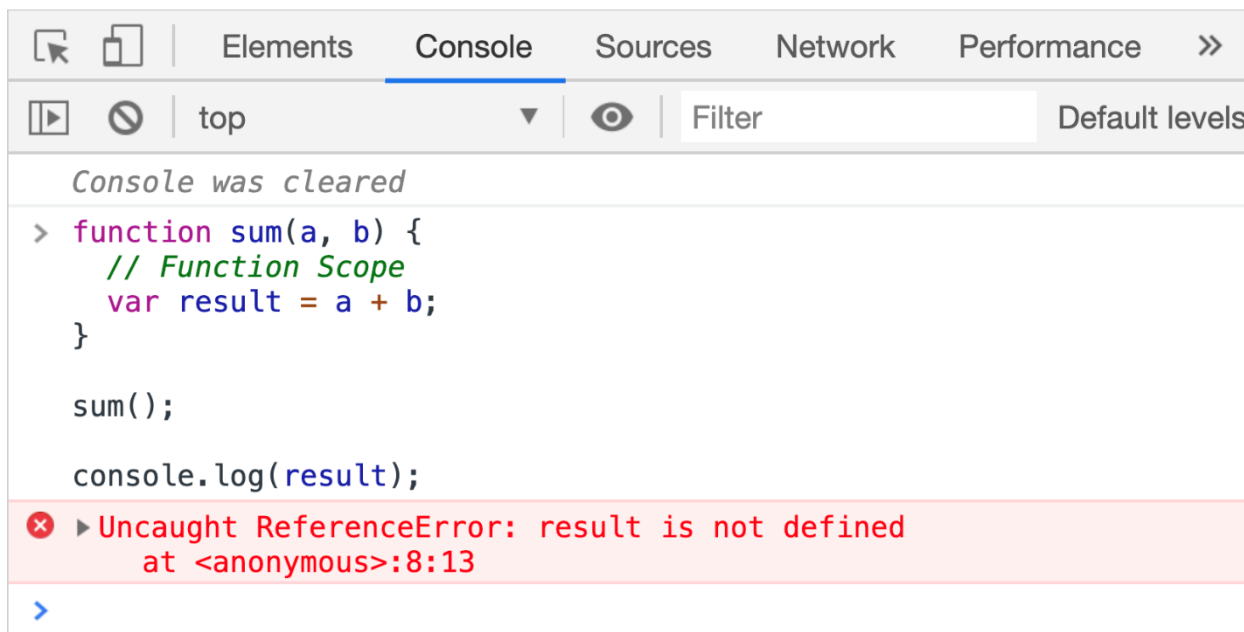 Elements Console Sources Network Performance »
top ▼ Filter Default levels
Console was cleared
> function sum(a, b) {
  // Function Scope
  var result = a + b;
}
sum();
console.log(result);
▶Uncaught ReferenceError: result is not defined
    at <anonymous>:8:13
>